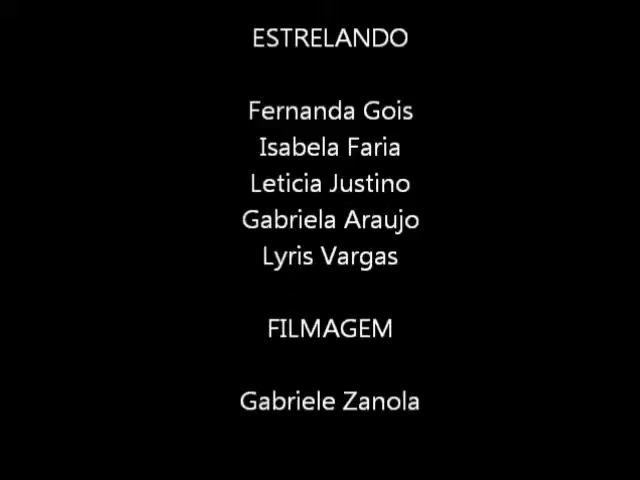 ESTRELANDO
Fernanda Gois
Isabela Faria
Leticia Justino
Gabriela Araujo
Lyris Vargas
FILMAGEM
Gabriele Zanola